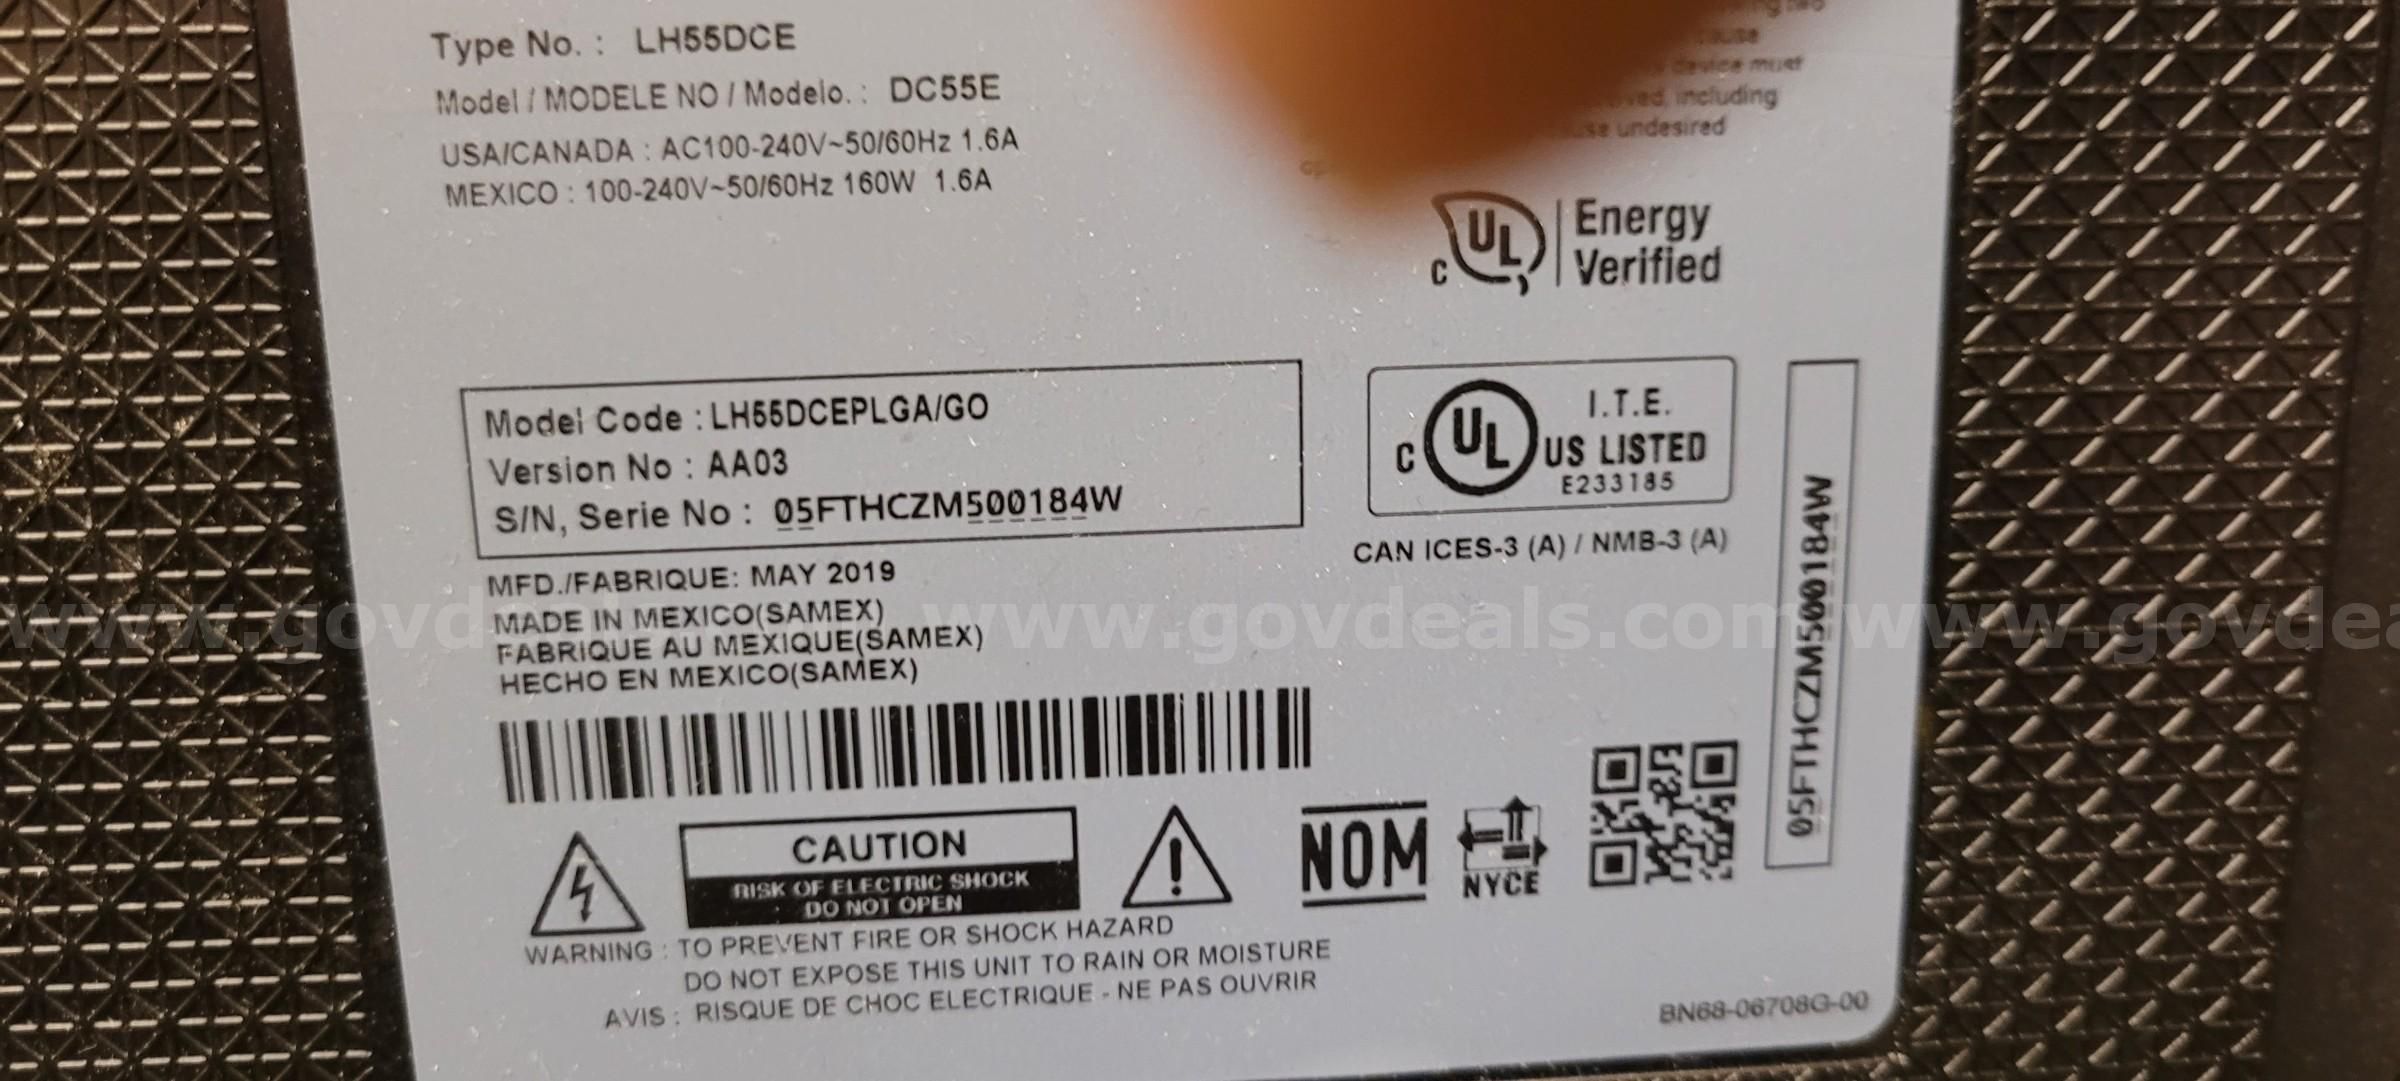 Type No. : LH55DCE
Model / MODELE NO / Modelo. : DC55E
USA/CANADA : AC100-240V~50/60Hz 1.6A
MEXICO : 100-240V~50/60Hz 160W 1.6A
device must
including
undesired
c UL Energy
Verified
Model Code : LH55DCEPLGA/GO
Version No : AA03
S/N, Serie No : 05FTHCZM500184W
c UL US LISTED
I.T.E.
E233185
CAN ICES-3 (A) / NMB-3 (A)
05FTHCZM500184W
MFD./FABRIQUE: MAY 2019
MADE IN MEXICO(SAMEX)
FABRIQUE AU MEXIQUE(SAMEX)
HECHO EN MEXICO(SAMEX)
www.govdeals.com
CAUTION
RISK OF ELECTRIC SHOCK
DO NOT OPEN
NOM
NYCE
WARNING : TO PREVENT FIRE OR SHOCK HAZARD
DO NOT EXPOSE THIS UNIT TO RAIN OR MOISTURE
AVIS : RISQUE DE CHOC ELECTRIQUE - NE PAS OUVRIR
BN68-06708G-00